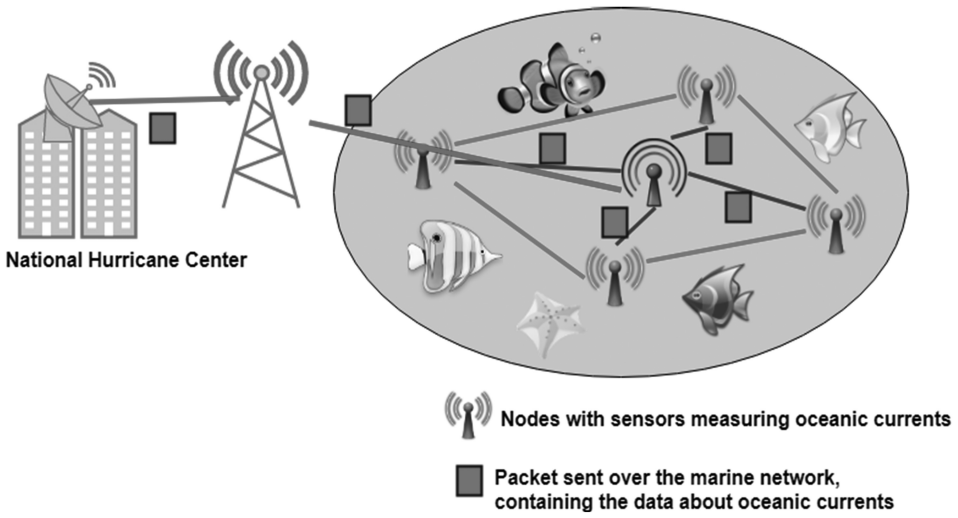 National Hurricane Center
Nodes with sensors measuring oceanic currents
Packet sent over the marine network,
containing the data about oceanic currents